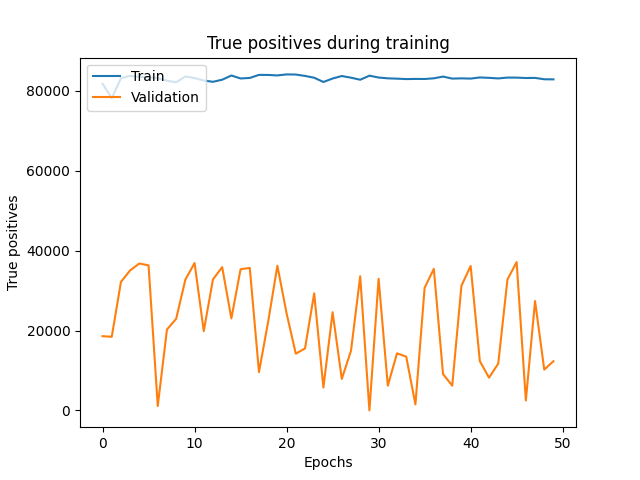 True positives during training
Train
Validation
True positives
80000
60000
40000
20000
0
0 10 20 30 40 50
Epochs